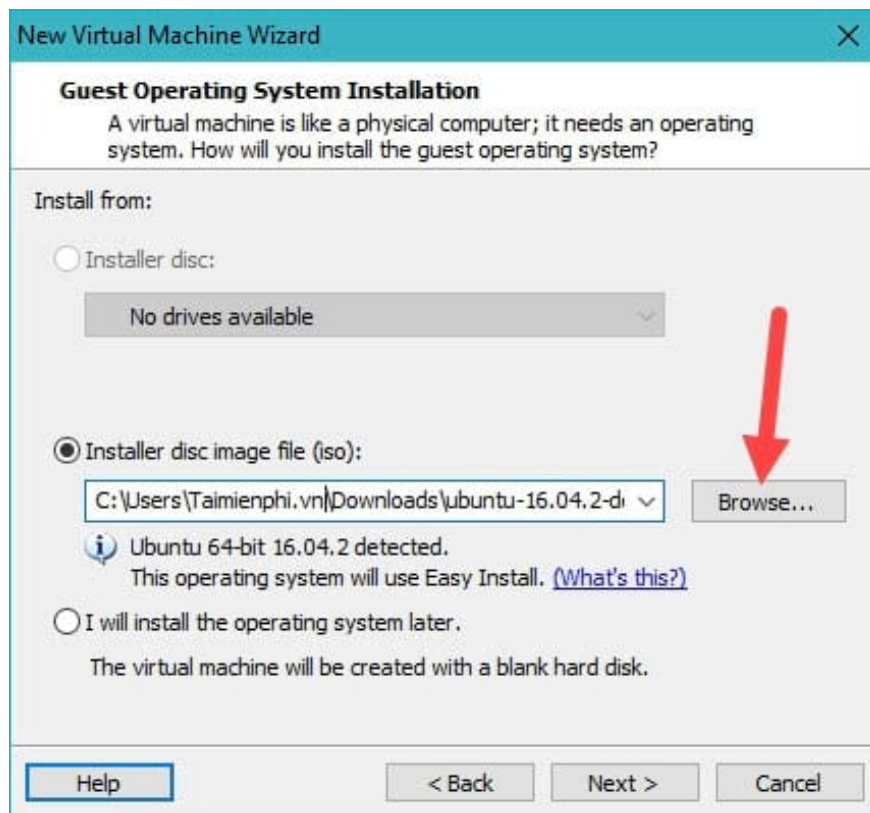 New Virtual Machine Wizard
Guest Operating System Installation
A virtual machine is like a physical computer; it needs an operating
system. How will you install the guest operating system?
Install from:
Installer disc:
No drives available
Installer disc image file (iso):
C:\Users\Taimienphi.vn\Downloads\ubuntu-16.04.2-d
Browse...
Ubuntu 64-bit 16.04.2 detected.
This operating system will use Easy Install. (What's this?)
I will install the operating system later.
The virtual machine will be created with a blank hard disk.
Help
< Back
Next >
Cancel